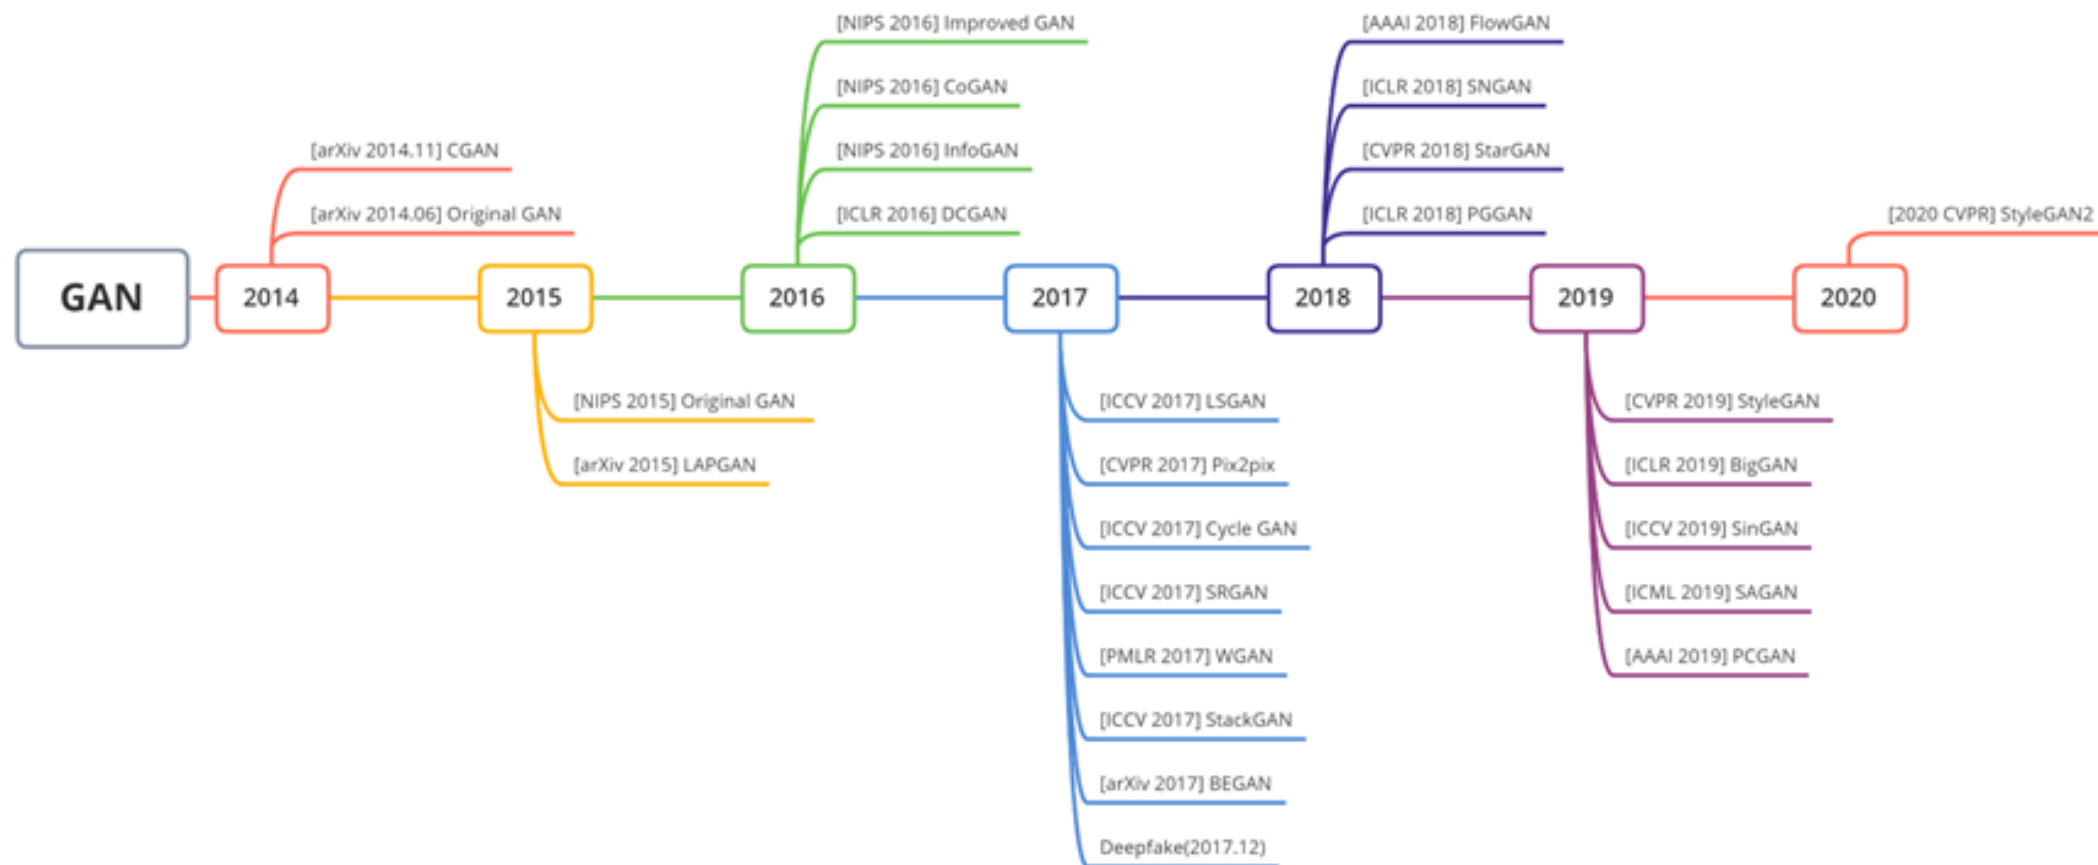 GAN
2014
[arXiv 2014.11] CGAN
[arXiv 2014.06] Original GAN
2015
[NIPS 2015] Original GAN
[arXiv 2015] LAPGAN
2016
[NIPS 2016] Improved GAN
[NIPS 2016] CoGAN
[NIPS 2016] InfoGAN
[ICLR 2016] DCGAN
2017
[ICCV 2017] LSGAN
[CVPR 2017] Pix2pix
[ICCV 2017] Cycle GAN
[ICCV 2017] SRGAN
[PMLR 2017] WGAN
[ICCV 2017] StackGAN
[arXiv 2017] BEGAN
Deepfake(2017.12)
2018
[AAAI 2018] FlowGAN
[ICLR 2018] SNGAN
[CVPR 2018] StarGAN
[ICLR 2018] PGGAN
2019
[CVPR 2019] StyleGAN
[ICLR 2019] BigGAN
[ICCV 2019] SinGAN
[ICML 2019] SAGAN
[AAAI 2019] PCGAN
2020
[2020 CVPR] StyleGAN2